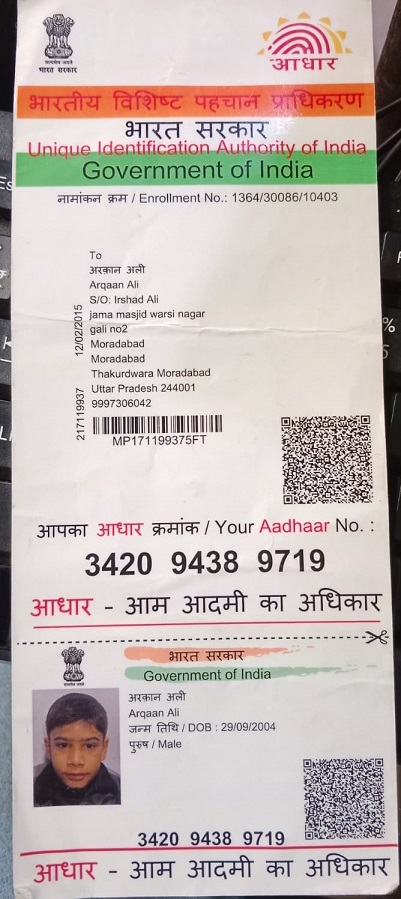 भारत सरकार
आधार
भारतीय विशिष्ट पहचान प्राधिकरण
भारत सरकार
Unique Identification Authority of India
Government of India
नामांकन क्रम / Enrollment No.: 1364/30086/10403
To
अरकान अली
Arqaan Ali
S/O: Irshad Ali
jama masjid warsi nagar
gali no2
Moradabad
Moradabad
Thakurdwara Moradabad
Uttar Pradesh 244001
9997306042
217119937 12/02/2015
MP171199375FT
आपका आधार क्रमांक / Your Aadhaar No. :
3420 9438 9719
आधार - आम आदमी का अधिकार
भारत सरकार
Government of India
अरकान अली
Arqaan Ali
जन्म तिथि / DOB : 29/09/2004
पुरुष / Male
3420 9438 9719
आधार - आम आदमी का अधिकार